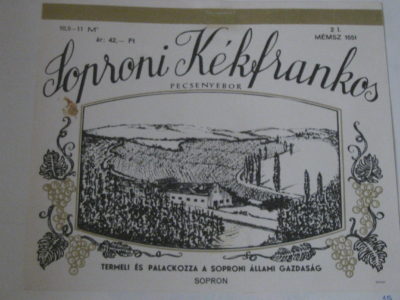 10,5–11 M°
2 l.
ár: 42,– Ft
MÉMSZ 1651
Soproni Kékfrankos
PECSENYEBOR
TERMELI ÉS PALACKOZZA A SOPRONI ÁLLAMI GAZDASÁG
SOPRON